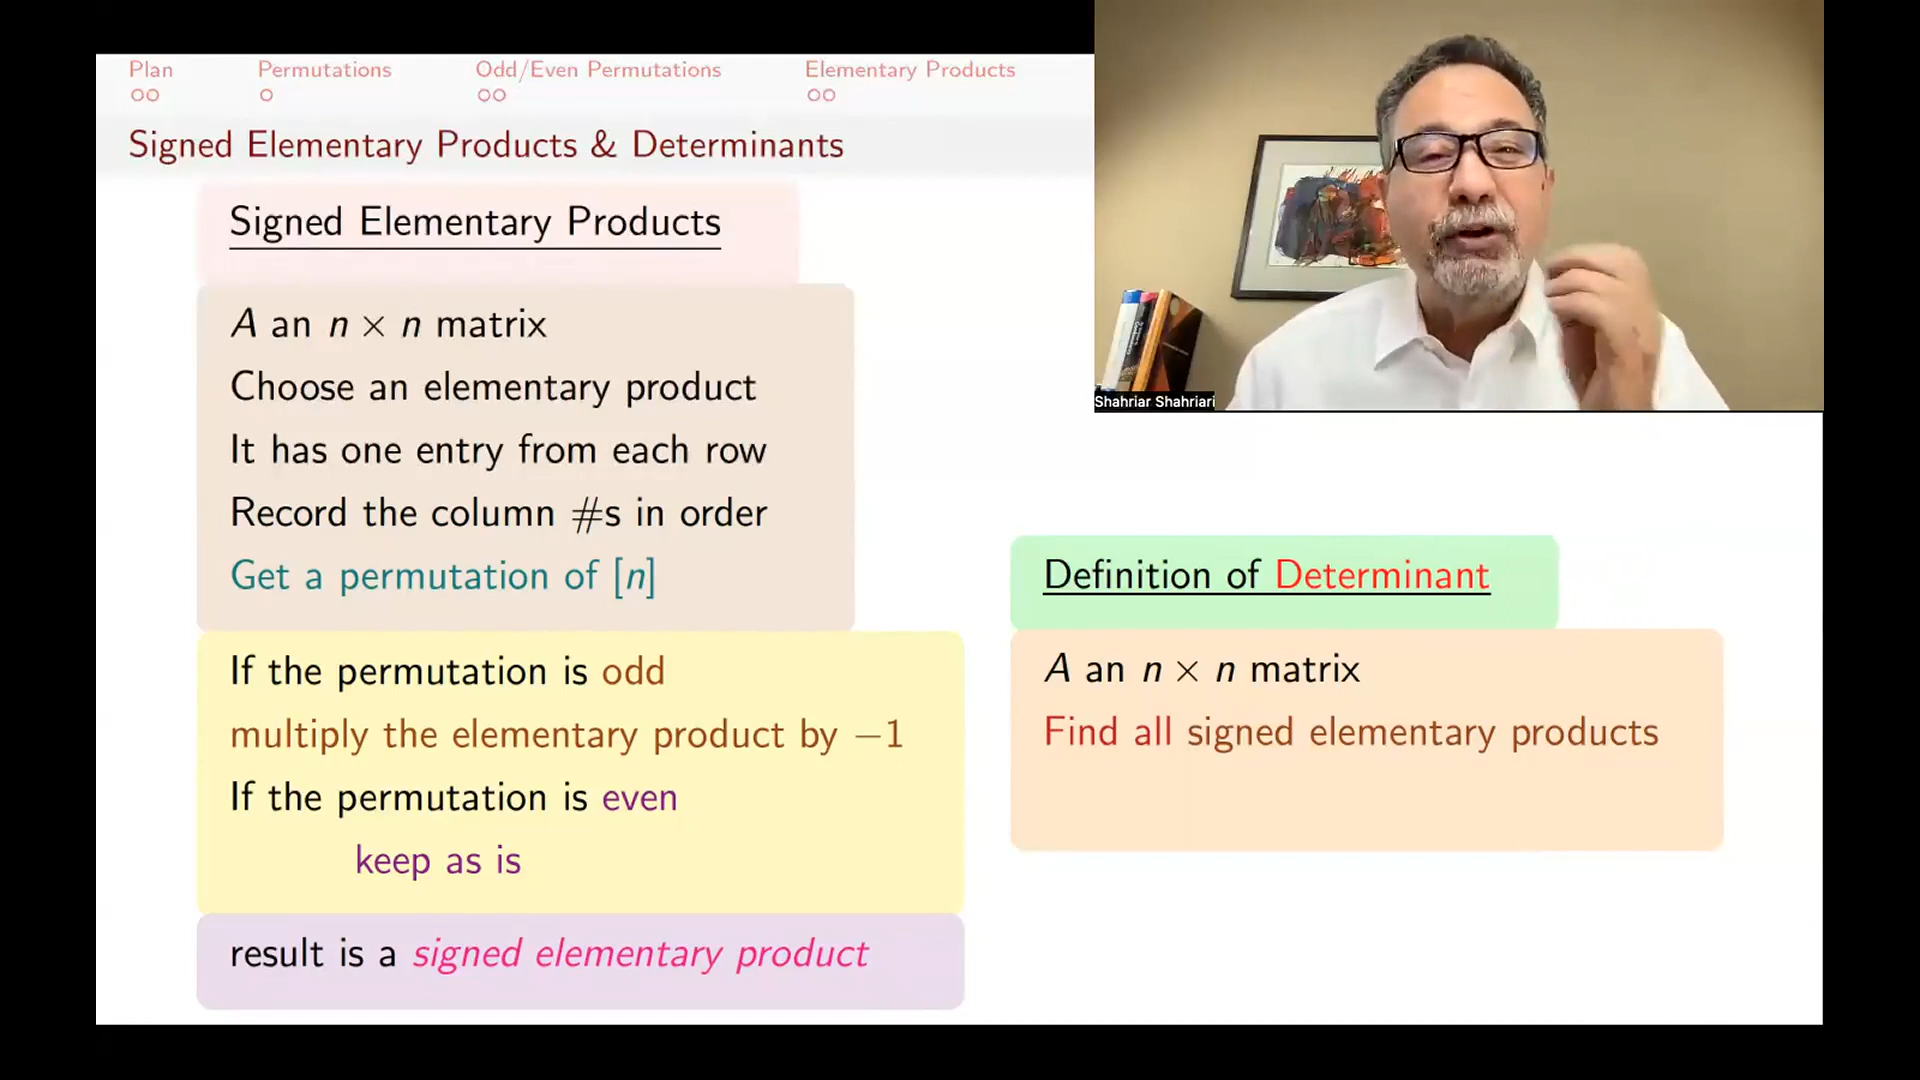 Plan Permutations Odd/Even Permutations Elementary Products
Signed Elementary Products & Determinants
Signed Elementary Products
A an n × n matrix
Choose an elementary product
It has one entry from each row
Record the column #s in order
Get a permutation of [n]
If the permutation is odd
multiply the elementary product by −1
If the permutation is even
keep as is
result is a signed elementary product
Shahriar Shahriari
Definition of Determinant
A an n × n matrix
Find all signed elementary products